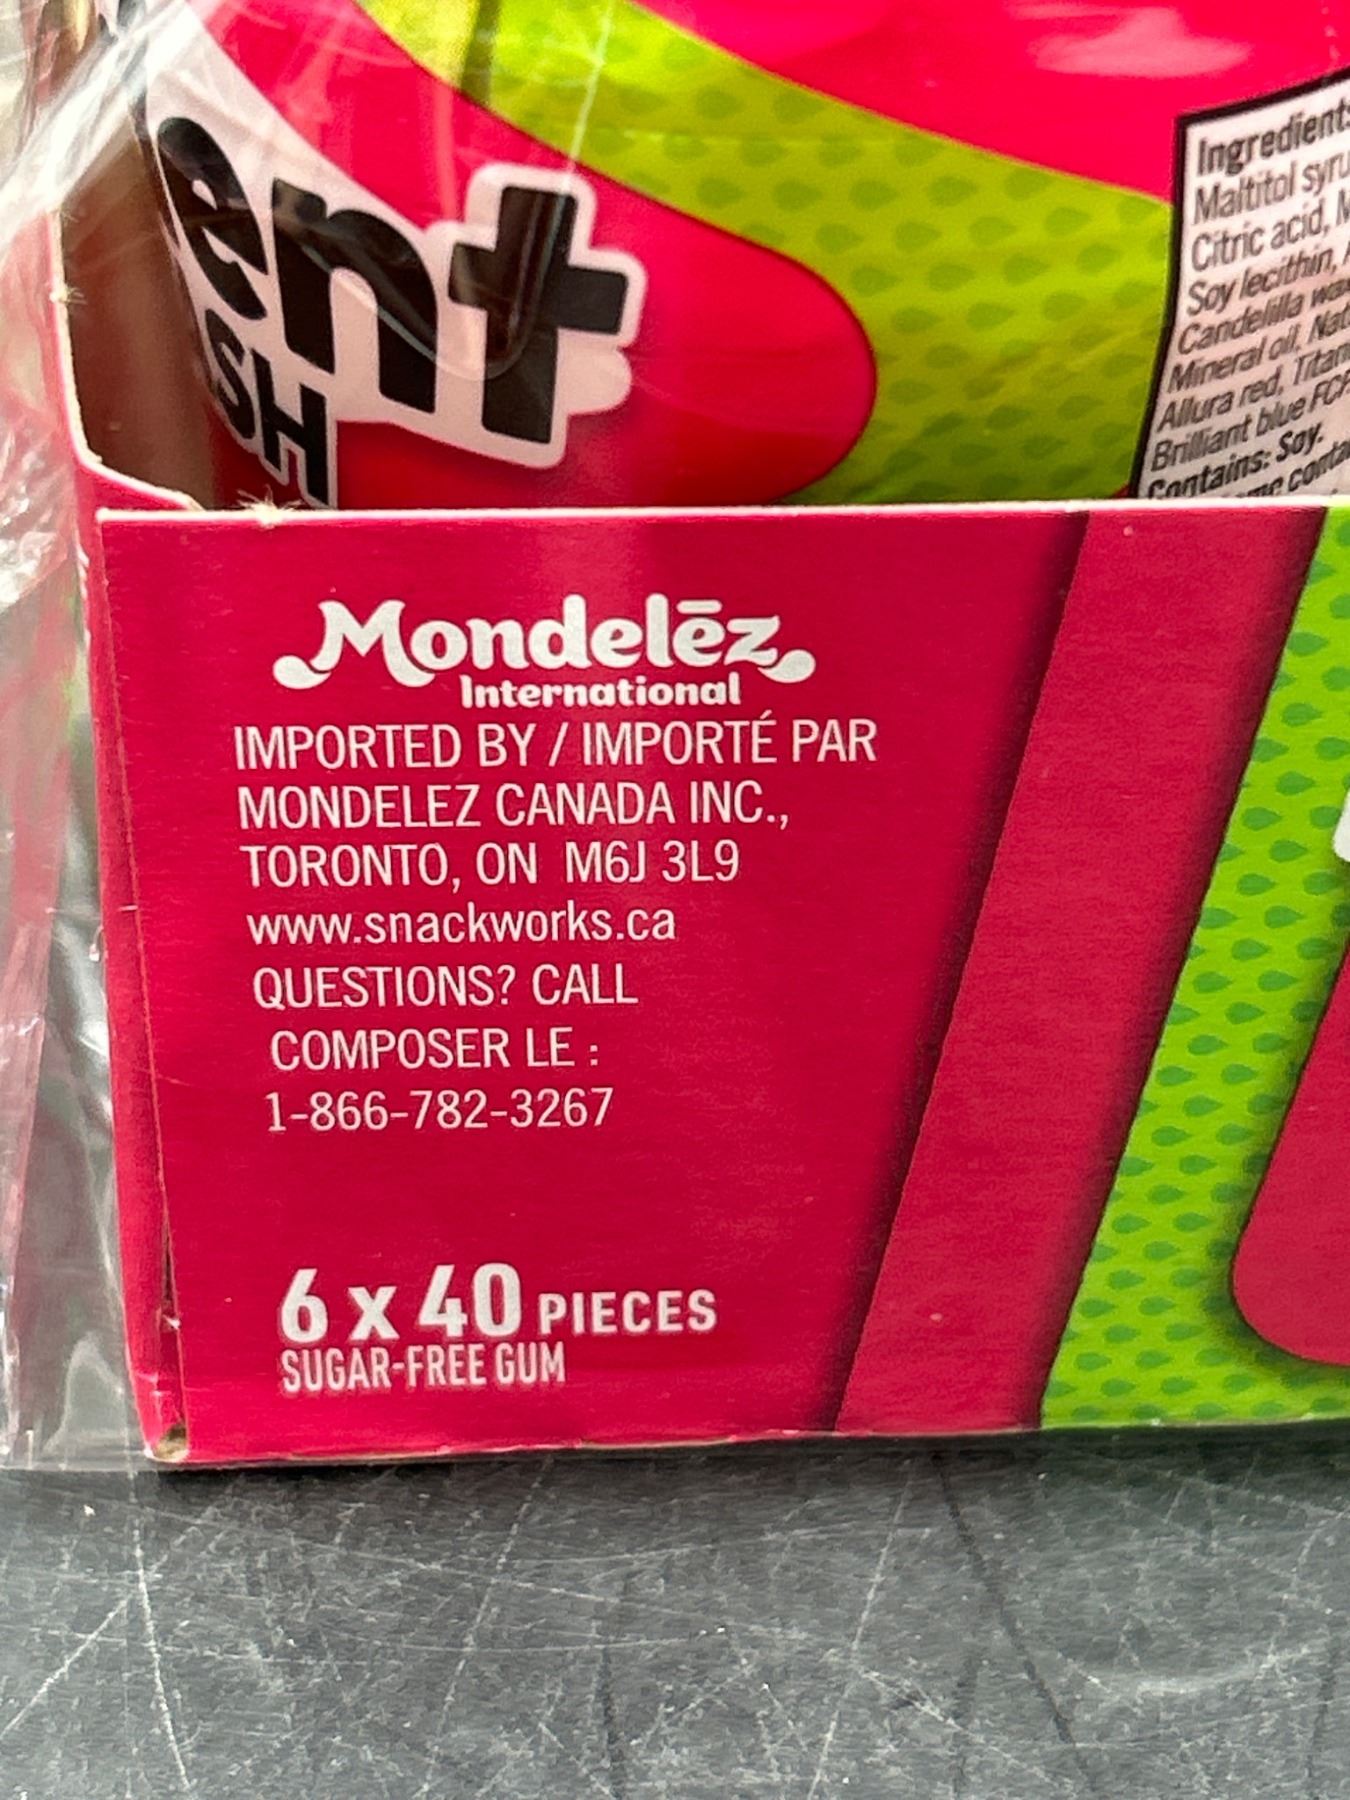 ent
SH
Ingredients
Maltitol
Citric acid,
Soy lecithin,
Candelilla
Mineral oil,
Allura red,
Brilliant blue
Contains: Soy.
Mondelēz
International
IMPORTED BY / IMPORTÉ PAR
MONDELEZ CANADA INC.,
TORONTO, ON M6J 3L9
www.snackworks.ca
QUESTIONS? CALL
COMPOSER LE :
1-866-782-3267
6 x 40 PIECES
SUGAR-FREE GUM